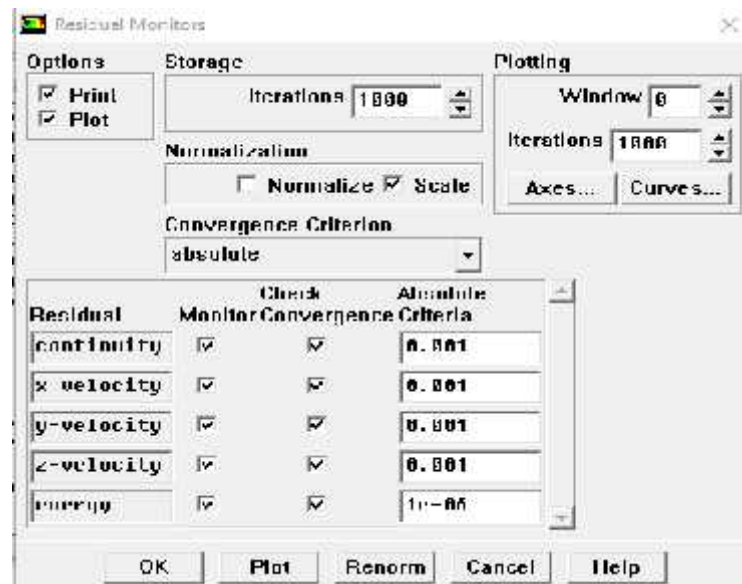 Residual Monitors
Options
Print
Plot
Storage
Iterations 1000
Normalization
Normalize Scale
Convergence Criterion
absolute
Plotting
Window 0
Iterations 1000
Axes... Curves...
Check Absolute
Residual Monitor Convergence Criteria
continuity 0.001
x-velocity 0.001
y-velocity 0.001
z-velocity 0.001
energy 1e-06
OK Plot Renorm Cancel Help